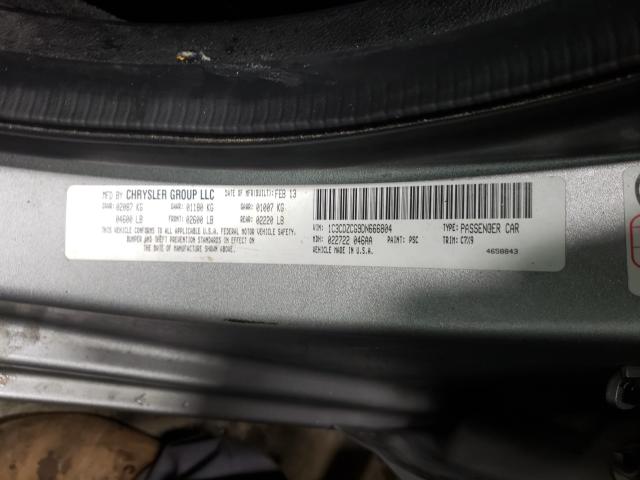 MFD BY CHRYSLER GROUP LLC DATE OF MFR(BUILT): FEB 13
GVWR: 02087 KG GAWR: 01180 KG GAWR: 01007 KG
04600 LB FRONT: 02600 LB REAR: 02220 LB
THIS VEHICLE CONFORMS TO ALL APPLICABLE U.S.A. FEDERAL MOTOR VEHICLE SAFETY,
BUMPER AND THEFT PREVENTION STANDARDS IN EFFECT ON
THE DATE OF MANUFACTURE SHOWN ABOVE.
VIN: 1C3CDZCG9DN666804 TYPE: PASSENGER CAR
MDH: 022722 046AA PAINT: PSC TRIM: C7X9
VEHICLE MADE IN U.S.A. 4658843